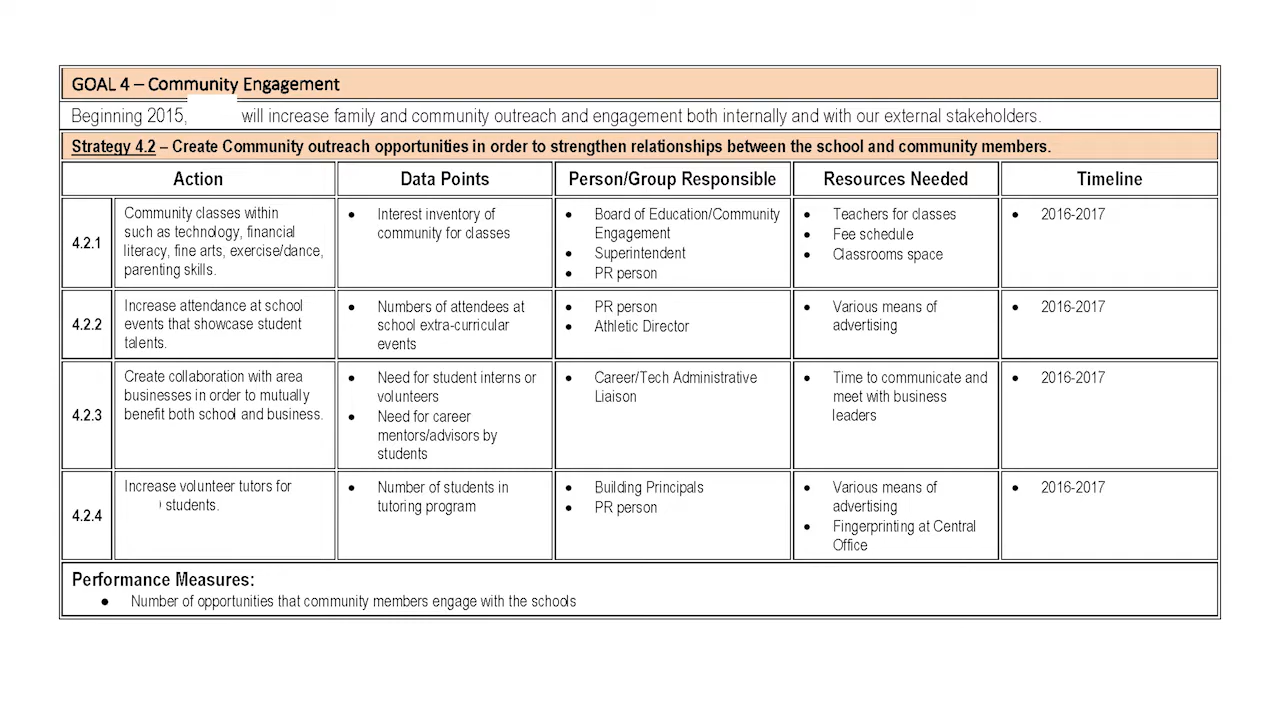 GOAL 4 – Community Engagement
Beginning 2015, will increase family and community outreach and engagement both internally and with our external stakeholders.
Strategy 4.2 – Create Community outreach opportunities in order to strengthen relationships between the school and community members.
Action
Data Points
Person/Group Responsible
Resources Needed
Timeline
4.2.1
Community classes within
such as technology, financial
literacy, fine arts, exercise/dance,
parenting skills.
• Interest inventory of
community for classes
• Board of Education/Community
Engagement
• Superintendent
• PR person
• Teachers for classes
• Fee schedule
• Classrooms space
• 2016-2017
4.2.2
Increase attendance at school
events that showcase student
talents.
• Numbers of attendees at
school extra-curricular
events
• PR person
• Athletic Director
• Various means of
advertising
• 2016-2017
4.2.3
Create collaboration with area
businesses in order to mutually
benefit both school and business.
• Need for student interns or
volunteers
• Need for career
mentors/advisors by
students
• Career/Tech Administrative
Liaison
• Time to communicate and
meet with business
leaders
• 2016-2017
4.2.4
Increase volunteer tutors for
students.
• Number of students in
tutoring program
• Building Principals
• PR person
• Various means of
advertising
• Fingerprinting at Central
Office
• 2016-2017
Performance Measures:
• Number of opportunities that community members engage with the schools